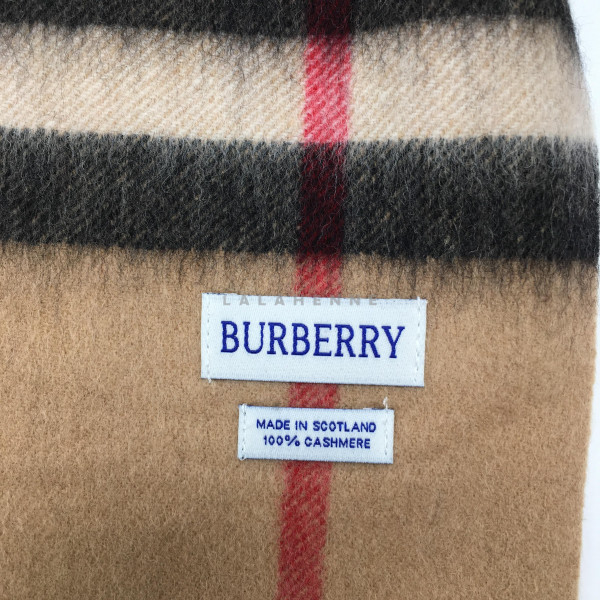 LALAHENNE
BURBERRY
MADE IN SCOTLAND
100% CASHMERE